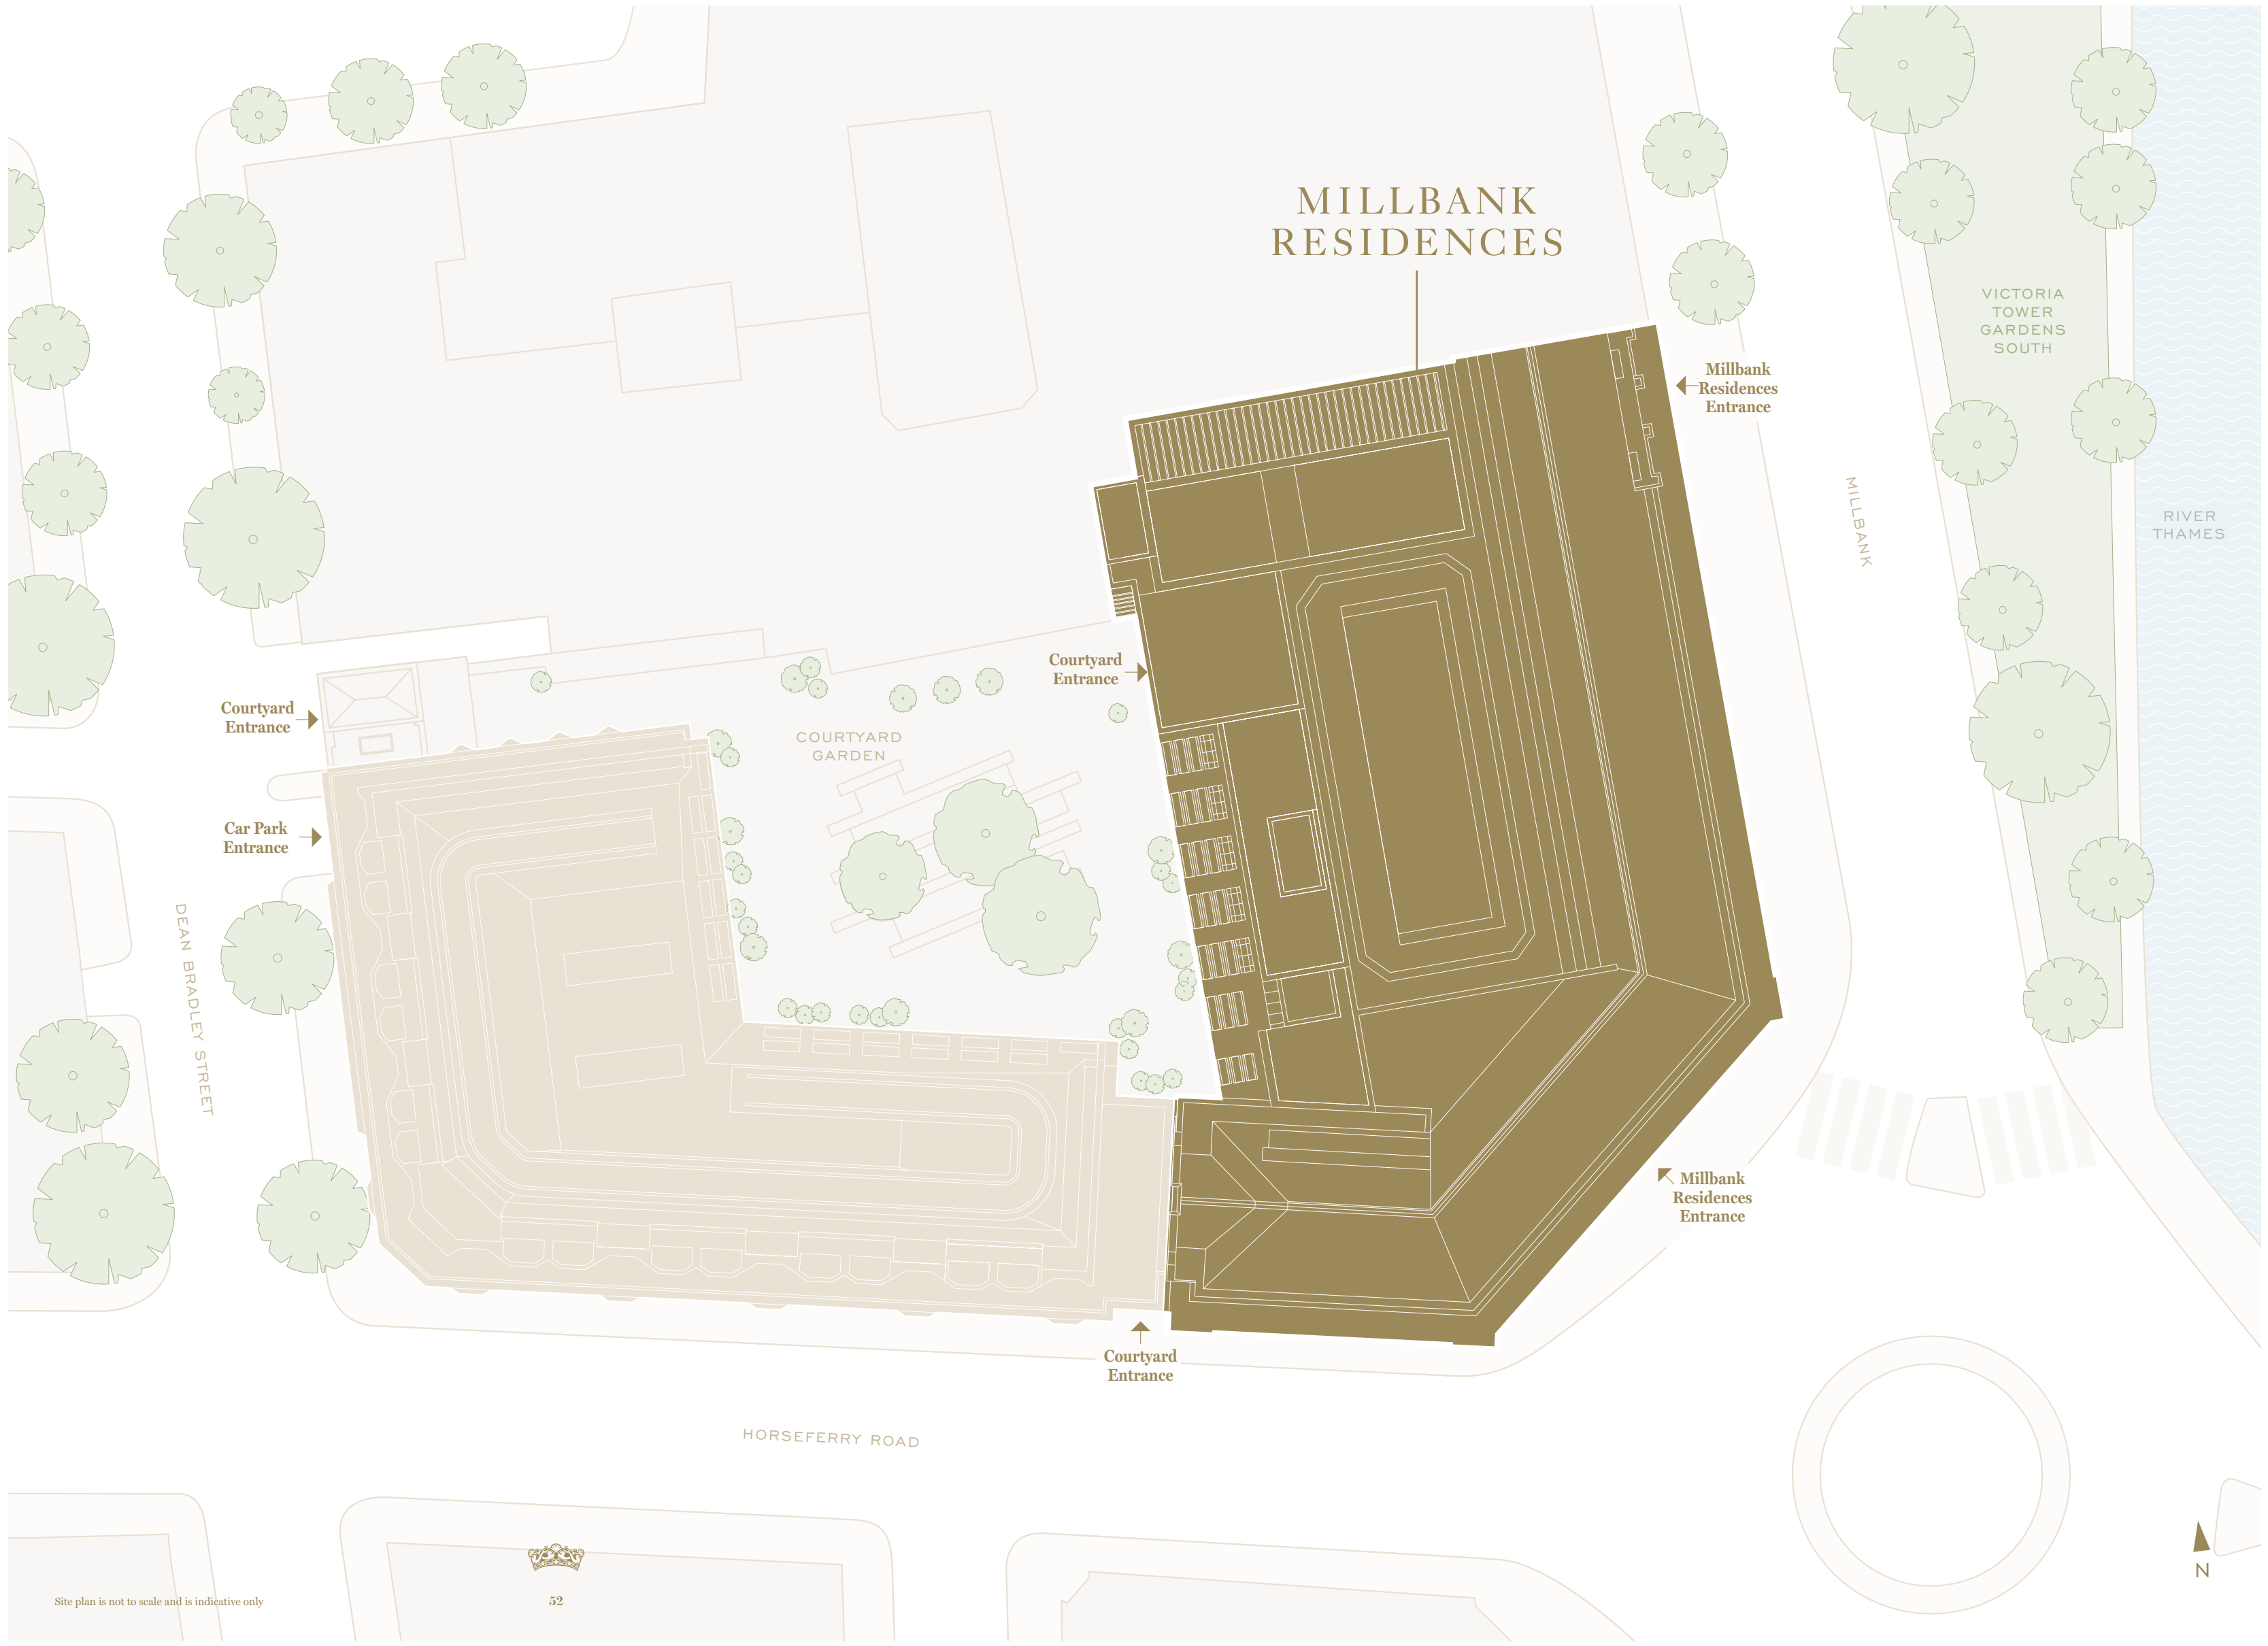 MILLBANK
RESIDENCES
VICTORIA
TOWER
GARDENS
SOUTH
Millbank
Residences
Entrance
MILLBANK
RIVER
THAMES
Courtyard
Entrance
Courtyard
Entrance
COURTYARD
GARDEN
Car Park
Entrance
DEAN BRADLEY STREET
Millbank
Residences
Entrance
Courtyard
Entrance
HORSEFERRY ROAD
N
Site plan is not to scale and is indicative only
52